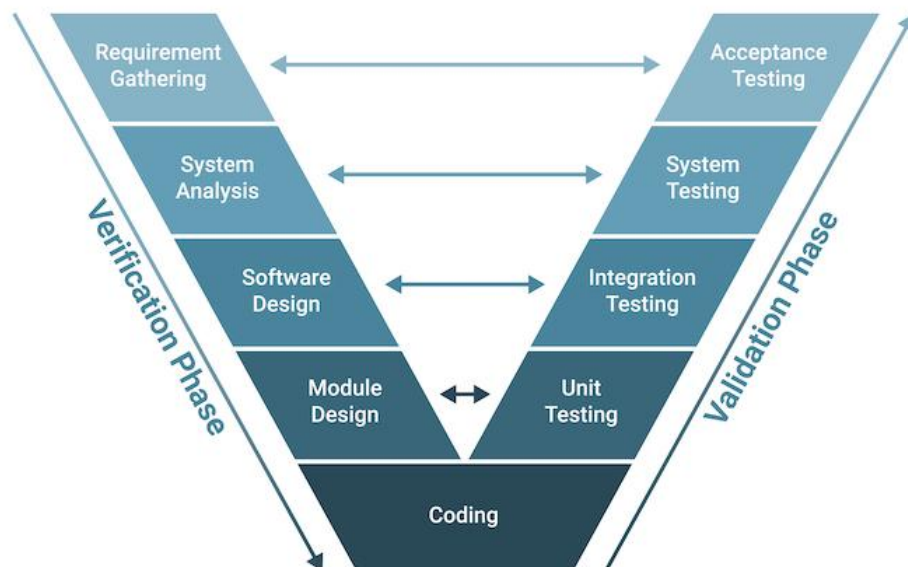 Requirement
Gathering
Acceptance
Testing
System
Analysis
System
Testing
Verification Phase
Validation Phase
Software
Design
Integration
Testing
Module
Design
Unit
Testing
Coding